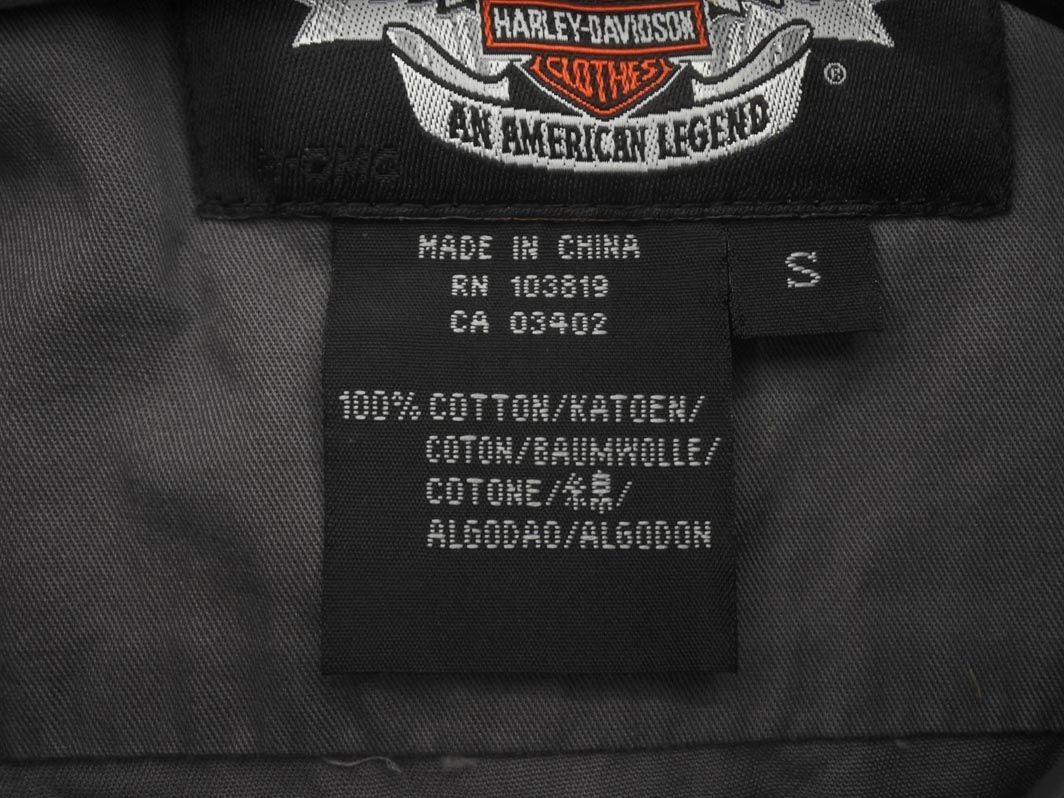 HARLEY-DAVIDSON
CLOTHES
AN AMERICAN LEGEND
®
MADE IN CHINA
RN 103819
CA 03402
S
100% COTTON/KATOEN/
COTON/BAUMWOLLE/
COTONE/綿/
ALGODAO/ALGODON